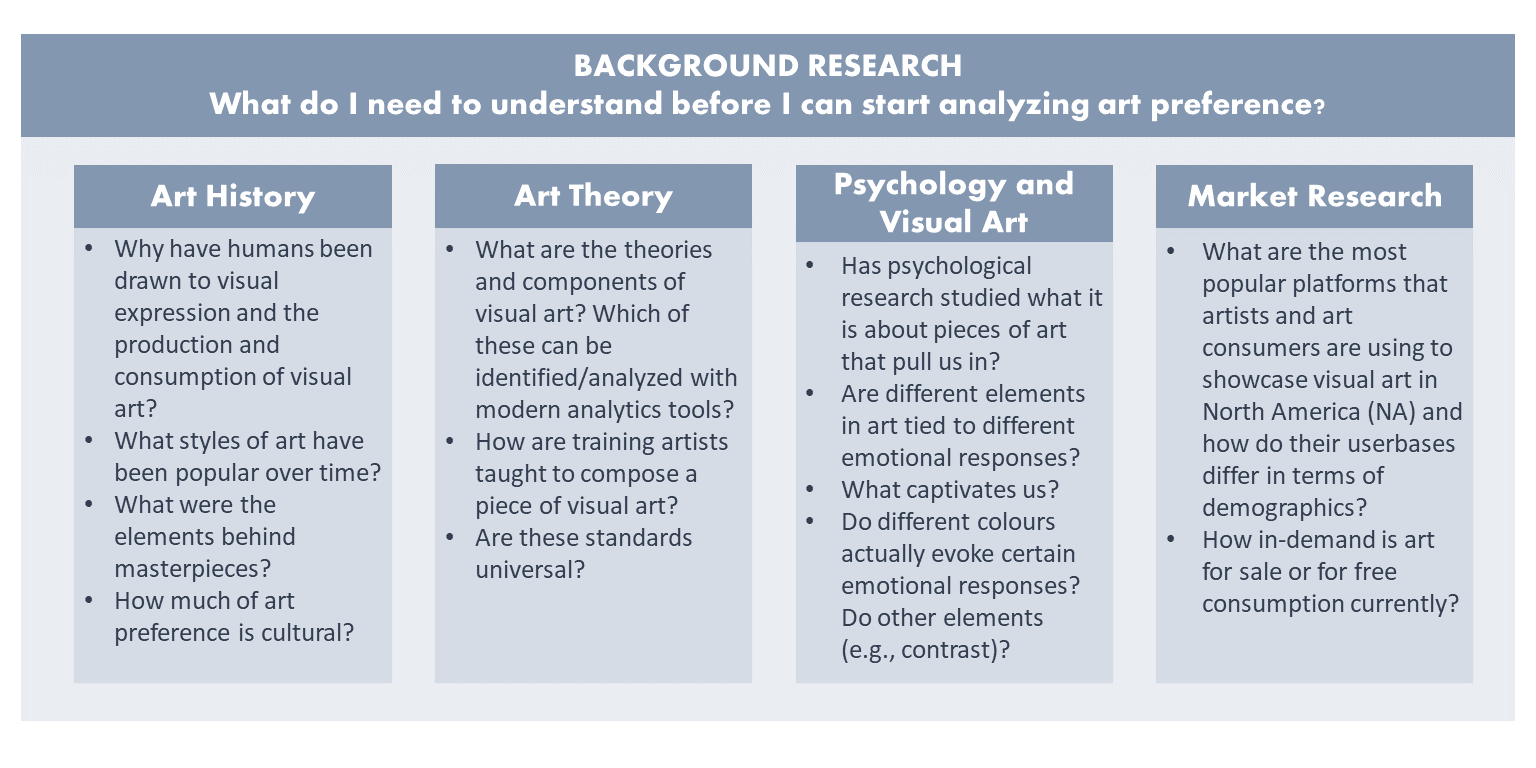 BACKGROUND RESEARCH
What do I need to understand before I can start analyzing art preference?
Art History
• Why have humans been
drawn to visual
expression and the
production and
consumption of visual
art?
• What styles of art have
been popular over time?
• What were the
elements behind
masterpieces?
• How much of art
preference is cultural?
Art Theory
• What are the theories
and components of
visual art? Which of
these can be
identified/analyzed with
modern analytics tools?
• How are training artists
taught to compose a
piece of visual art?
• Are these standards
universal?
Psychology and
Visual Art
• Has psychological
research studied what it
is about pieces of art
that pull us in?
• Are different elements
in art tied to different
emotional responses?
• What captivates us?
• Do different colours
actually evoke certain
emotional responses?
Do other elements
(e.g., contrast)?
Market Research
• What are the most
popular platforms that
artists and art
consumers are using to
showcase visual art in
North America (NA) and
how do their userbases
differ in terms of
demographics?
• How in-demand is art
for sale or for free
consumption currently?